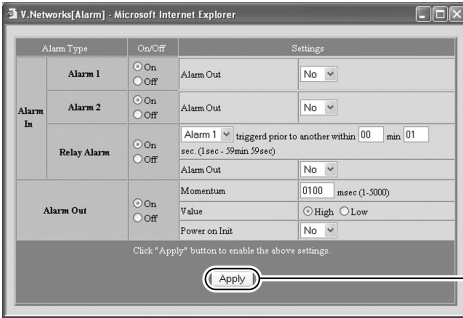 V.Networks[Alarm] - Microsoft Internet Explorer
Alarm Type On/Off Settings
Alarm In
Alarm 1 On Off Alarm Out No
Alarm 2 On Off Alarm Out No
Relay Alarm On Off
Alarm 1 triggerd prior to another within 00 min 01
sec. (1sec - 59min 59sec)
Alarm Out No
Alarm Out On Off
Momentum 0100 msec (1-5000)
Value High Low
Power on Init No
Click "Apply" button to enable the above settings.
Apply